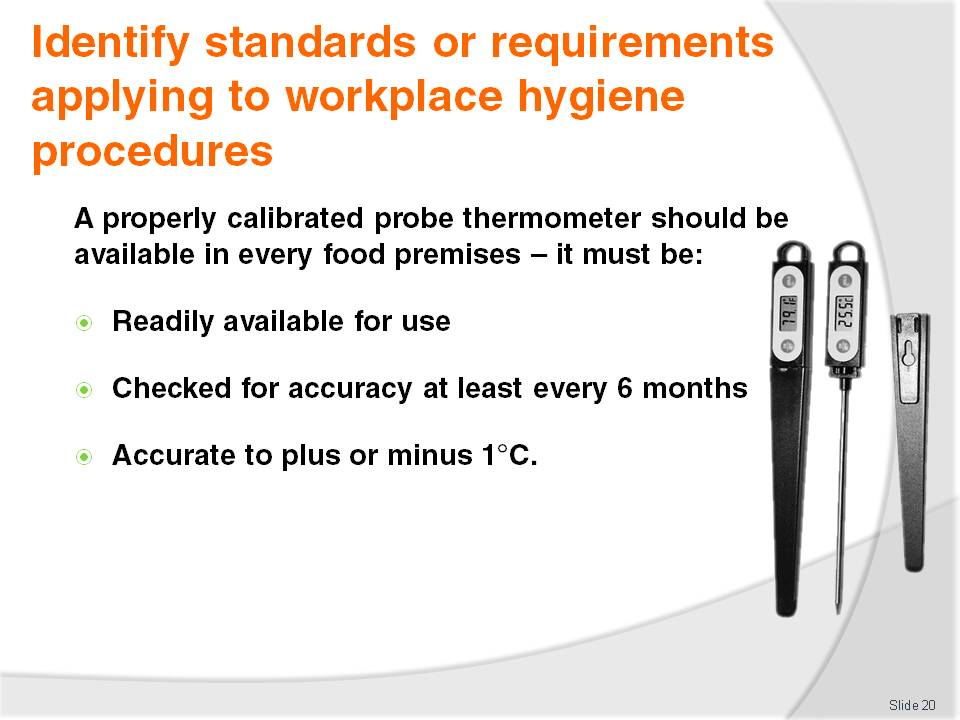 Identify standards or requirements
applying to workplace hygiene
procedures
A properly calibrated probe thermometer should be
available in every food premises – it must be:
Readily available for use
Checked for accuracy at least every 6 months
Accurate to plus or minus 1°C.
79.1
25.5
Slide 20